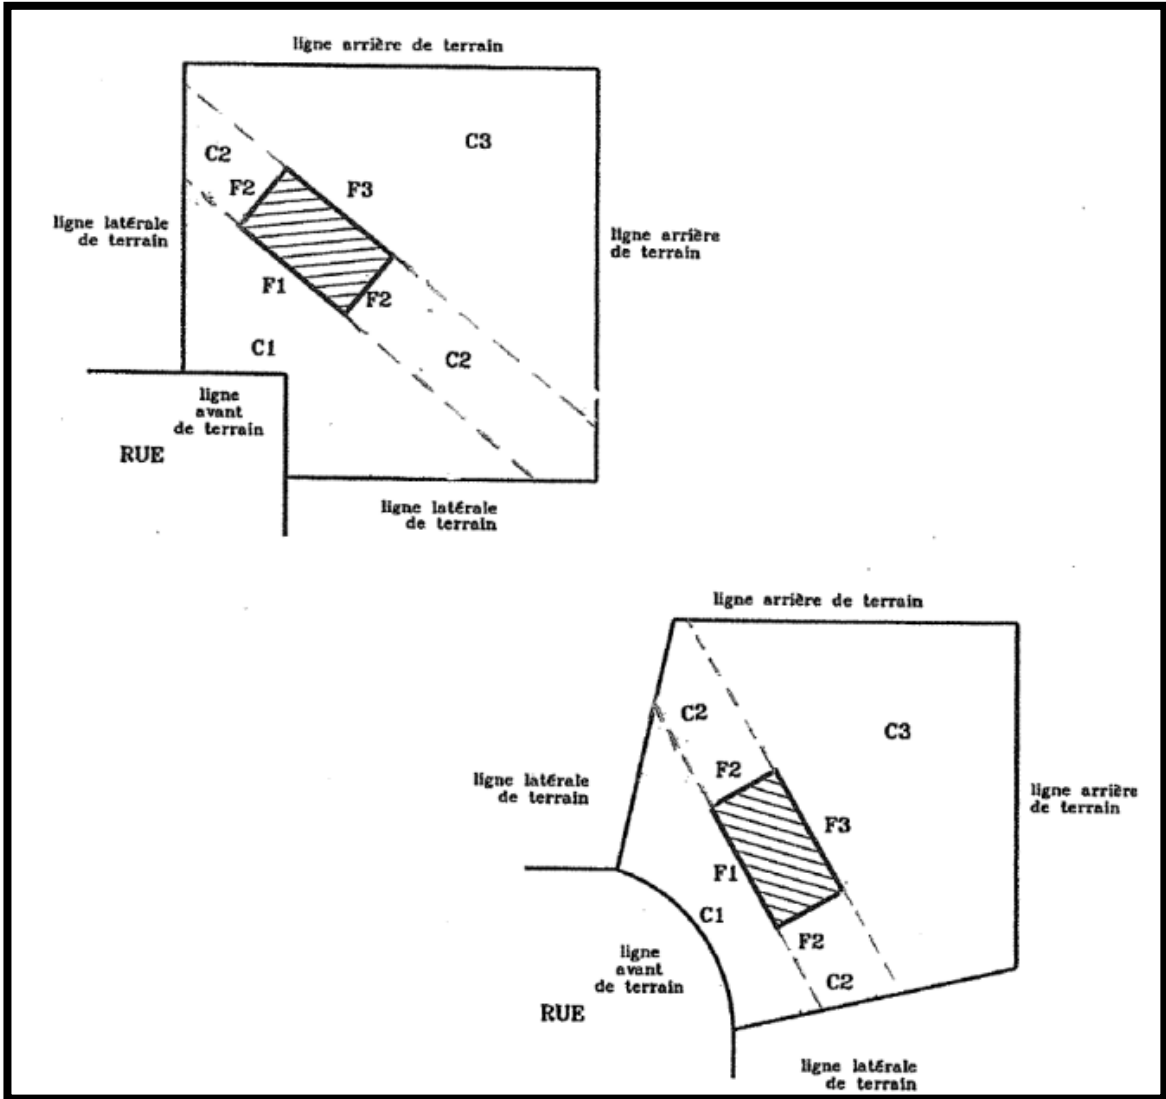 ligne arrière de terrain
C3
C2
F2
F3
ligne latérale
de terrain
ligne arrière
de terrain
F1
F2
C1
C2
ligne
avant
de terrain
RUE
ligne latérale
de terrain
ligne arrière de terrain
C2
C3
F2
ligne latérale
de terrain
ligne arrière
de terrain
F3
F1
C1
F2
ligne
avant
de terrain
C2
RUE
ligne latérale
de terrain